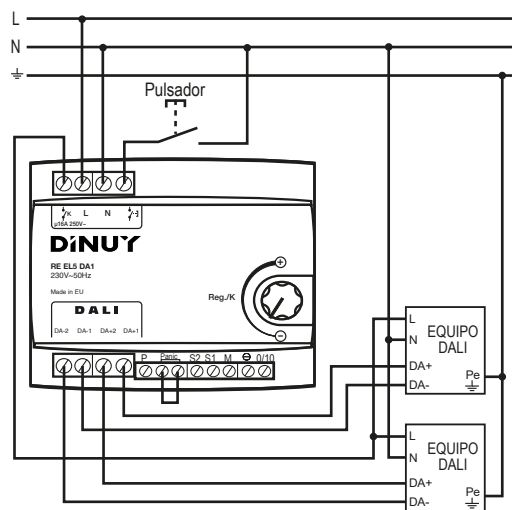 L
N
Pulsador
K L N
µ16A 250V~
DiNUY
RE EL5 DA1
230V~50Hz
Made in EU
Reg./K
DALI
DA-2 DA-1 DA+2 DA+1
P Panic S2 S1 M 0/10
L
N
DA+
DA-
EQUIPO
DALI
Pe
L
N
DA+
DA-
EQUIPO
DALI
Pe